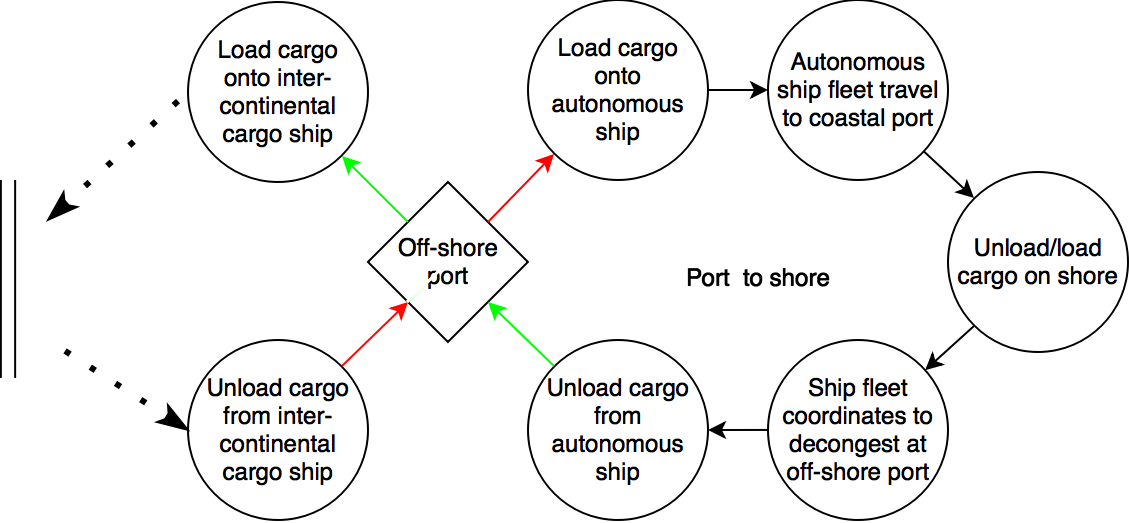 Load cargo
onto inter-
continental
cargo ship
Load cargo
onto
autonomous
ship
Autonomous
ship fleet travel
to coastal port
Off-shore
port
Port to shore
Unload/load
cargo on shore
Unload cargo
from inter-
continental
cargo ship
Unload cargo
from
autonomous
ship
Ship fleet
coordinates to
decongest at
off-shore port